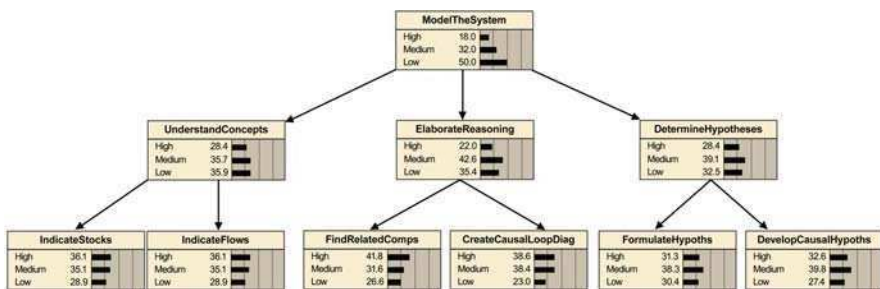 ModelTheSystem
High 18.0
Medium 32.0
Low 50.0
UnderstandConcepts
High 28.4
Medium 35.7
Low 35.9
ElaborateReasoning
High 22.0
Medium 42.6
Low 35.4
DetermineHypotheses
High 28.4
Medium 39.1
Low 32.5
IndicateStocks
High 36.1
Medium 35.1
Low 28.9
IndicateFlows
High 36.1
Medium 35.1
Low 28.9
FindRelatedComps
High 41.8
Medium 31.6
Low 26.6
CreateCausalLoopDiag
High 38.6
Medium 38.4
Low 23.0
FormulateHypoths
High 31.3
Medium 38.3
Low 30.4
DevelopCausalHypoths
High 32.6
Medium 39.8
Low 27.4